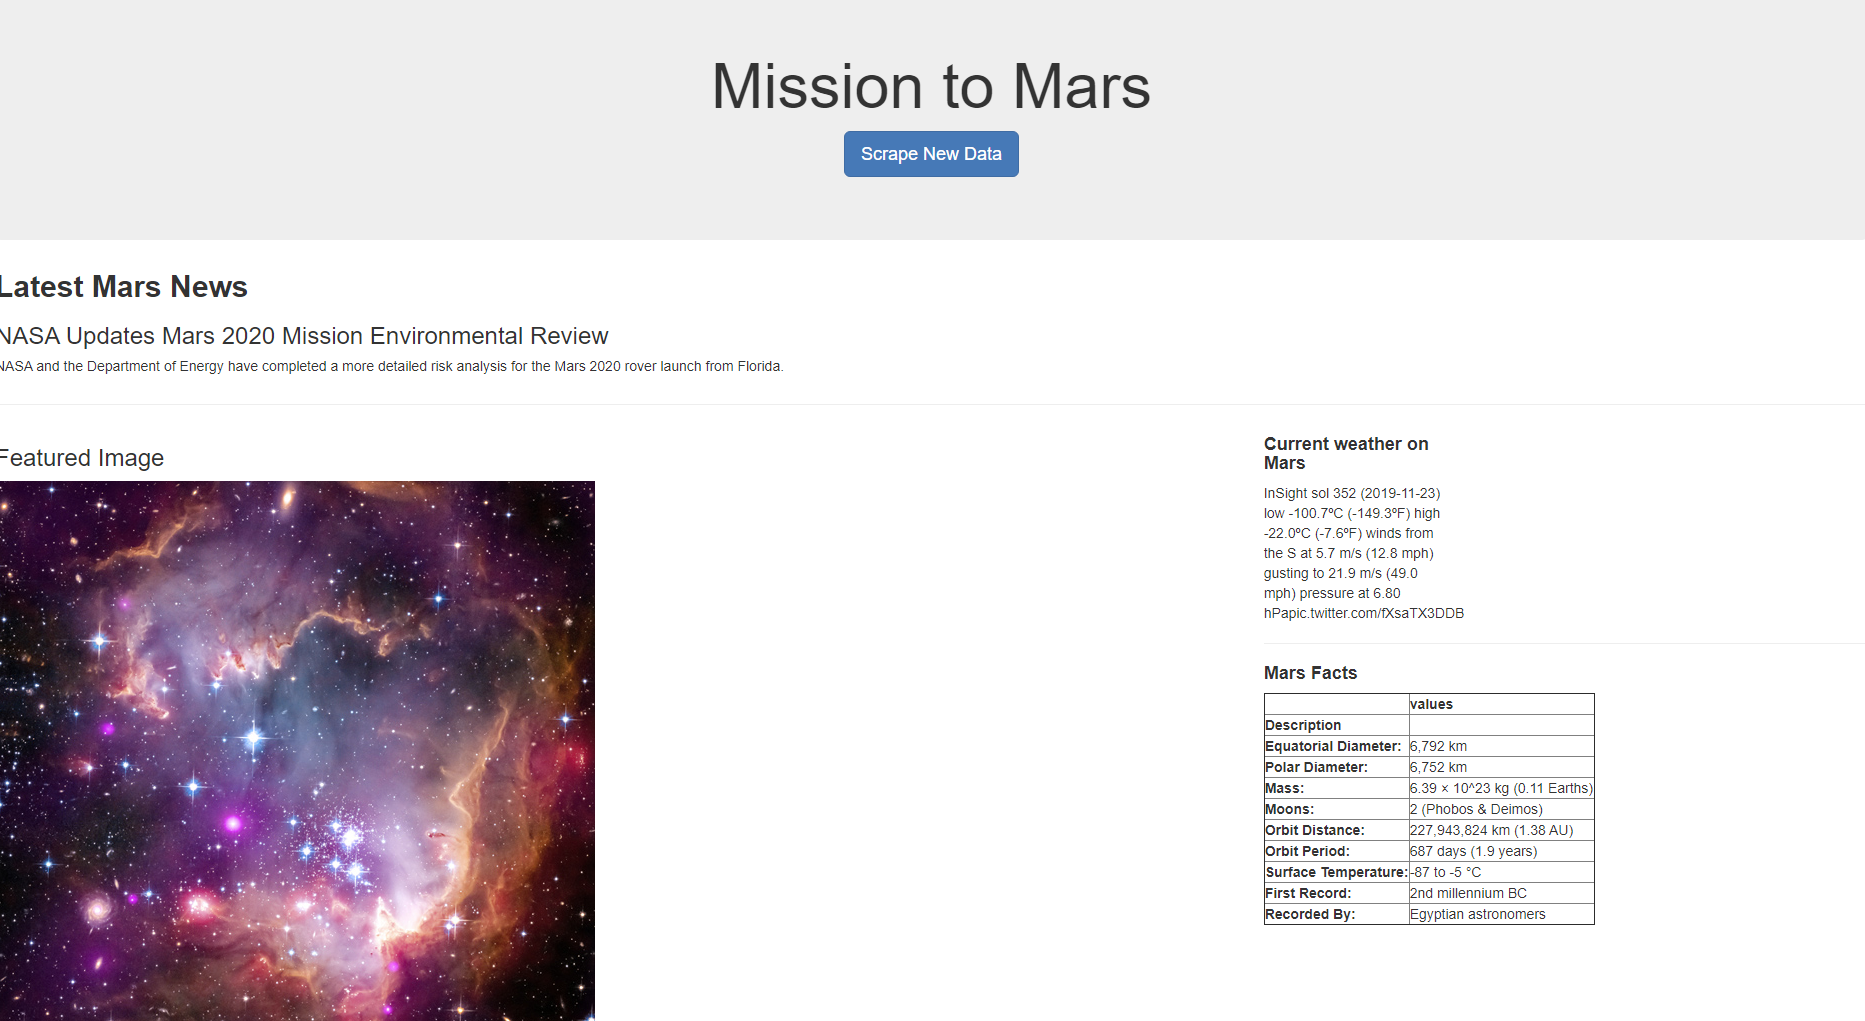 Mission to Mars
Scrape New Data
Latest Mars News
NASA Updates Mars 2020 Mission Environmental Review
NASA and the Department of Energy have completed a more detailed risk analysis for the Mars 2020 rover launch from Florida.
Featured Image
Current weather on
Mars
InSight sol 352 (2019-11-23)
low -100.7ºC (-149.3ºF) high
-22.0ºC (-7.6ºF) winds from
the S at 5.7 m/s (12.8 mph)
gusting to 21.9 m/s (49.0
mph) pressure at 6.80
hPapic.twitter.com/fXsaTX3DDB
Mars Facts
values
Description
Equatorial Diameter: 6,792 km
Polar Diameter: 6,752 km
Mass: 6.39 × 10^23 kg (0.11 Earths)
Moons: 2 (Phobos & Deimos)
Orbit Distance: 227,943,824 km (1.38 AU)
Orbit Period: 687 days (1.9 years)
Surface Temperature: -87 to -5 °C
First Record: 2nd millennium BC
Recorded By: Egyptian astronomers